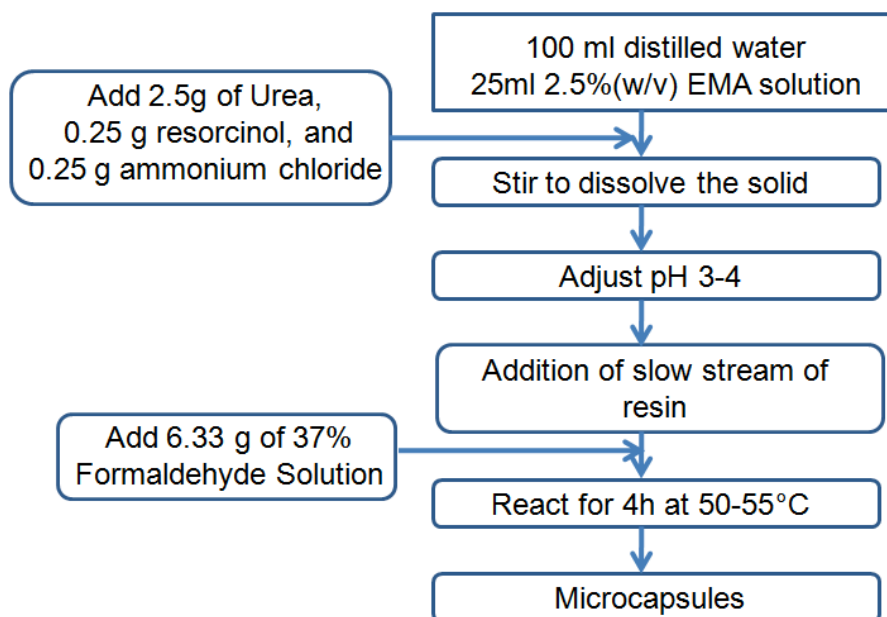 100 ml distilled water
25ml 2.5%(w/v) EMA solution
Add 2.5g of Urea,
0.25 g resorcinol, and
0.25 g ammonium chloride
Stir to dissolve the solid
Adjust pH 3-4
Addition of slow stream of
resin
Add 6.33 g of 37%
Formaldehyde Solution
React for 4h at 50-55°C
Microcapsules